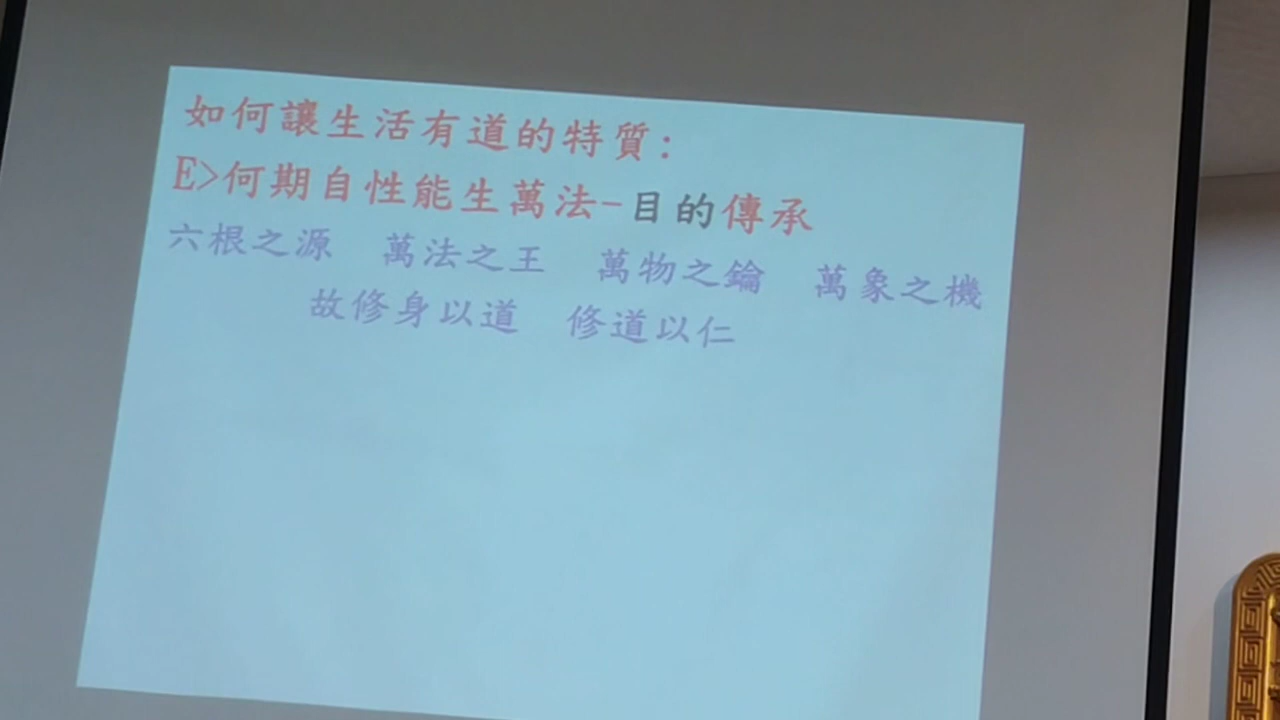 如何讓生活有道的特質:
E>何期自性能生萬法-目的傳承
六根之源 萬法之王 萬物之鑰 萬象之機
故修身以道 修道以仁